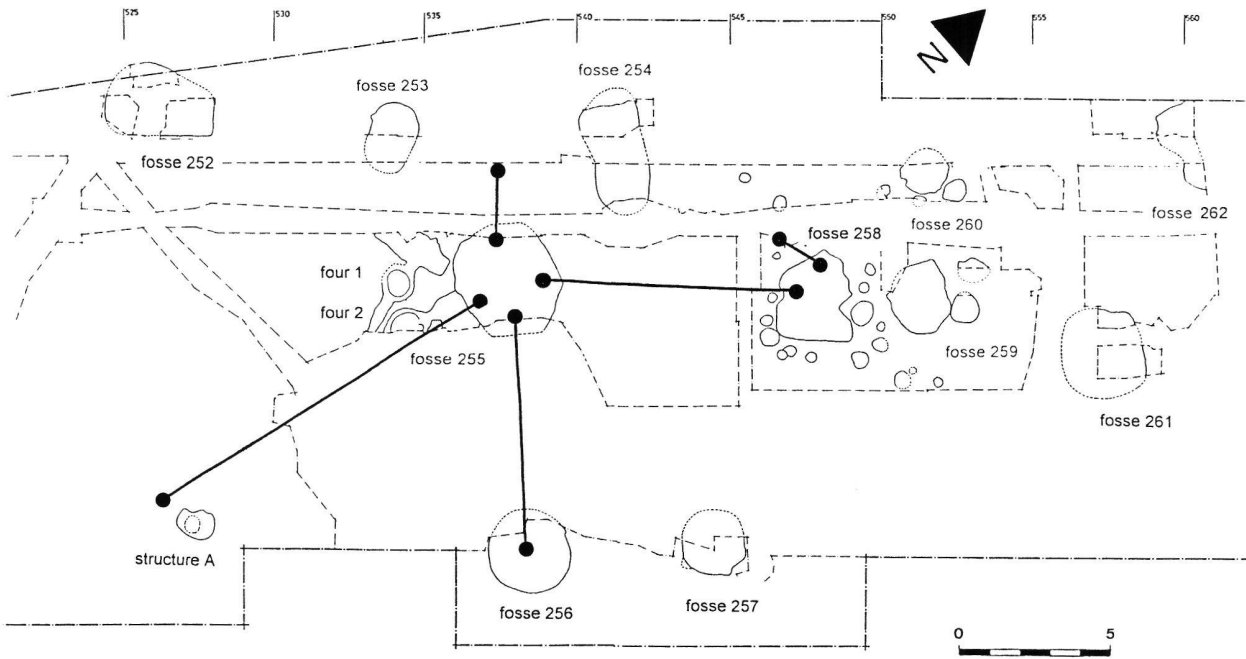 525 530 535 540 545 550 555 560
N
fosse 254
fosse 253
fosse 252
fosse 262
fosse 260
fosse 258
four 1
four 2
fosse 255
fosse 259
fosse 261
structure A
fosse 256
fosse 257
0 5